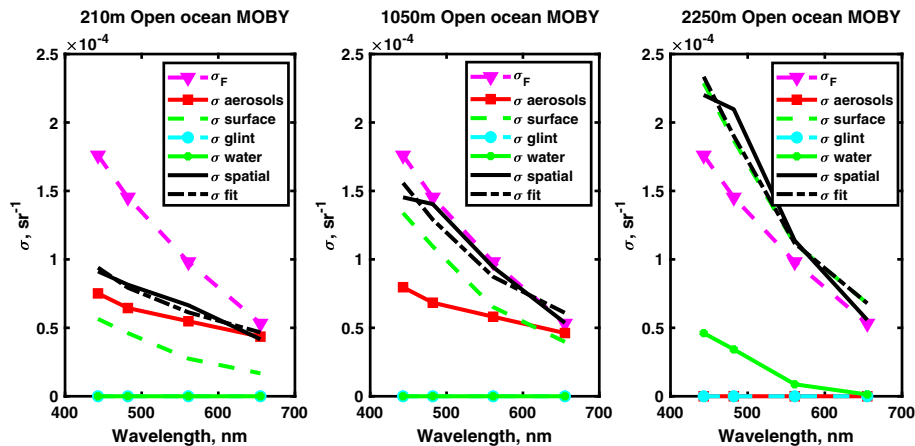 210m Open ocean MOBY
×10⁻⁴
2.5
2
1.5
1
0.5
0
σ, sr⁻¹
400
500
600
700
Wavelength, nm
σF
σ aerosols
σ surface
σ glint
σ water
σ spatial
σ fit
1050m Open ocean MOBY
×10⁻⁴
2.5
2
1.5
1
0.5
0
σ, sr⁻¹
400
500
600
700
Wavelength, nm
σF
σ aerosols
σ surface
σ glint
σ water
σ spatial
σ fit
2250m Open ocean MOBY
×10⁻⁴
2.5
2
1.5
1
0.5
0
σ, sr⁻¹
400
500
600
700
Wavelength, nm
σF
σ aerosols
σ surface
σ glint
σ water
σ spatial
σ fit